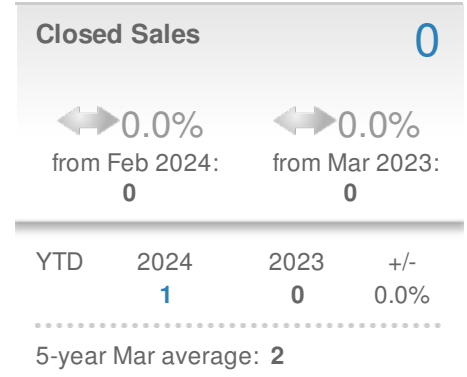 Closed Sales 0
0.0% 0.0%
from Feb 2024: from Mar 2023:
0 0
YTD 2024 2023 +/-
1 0 0.0%
5-year Mar average: 2